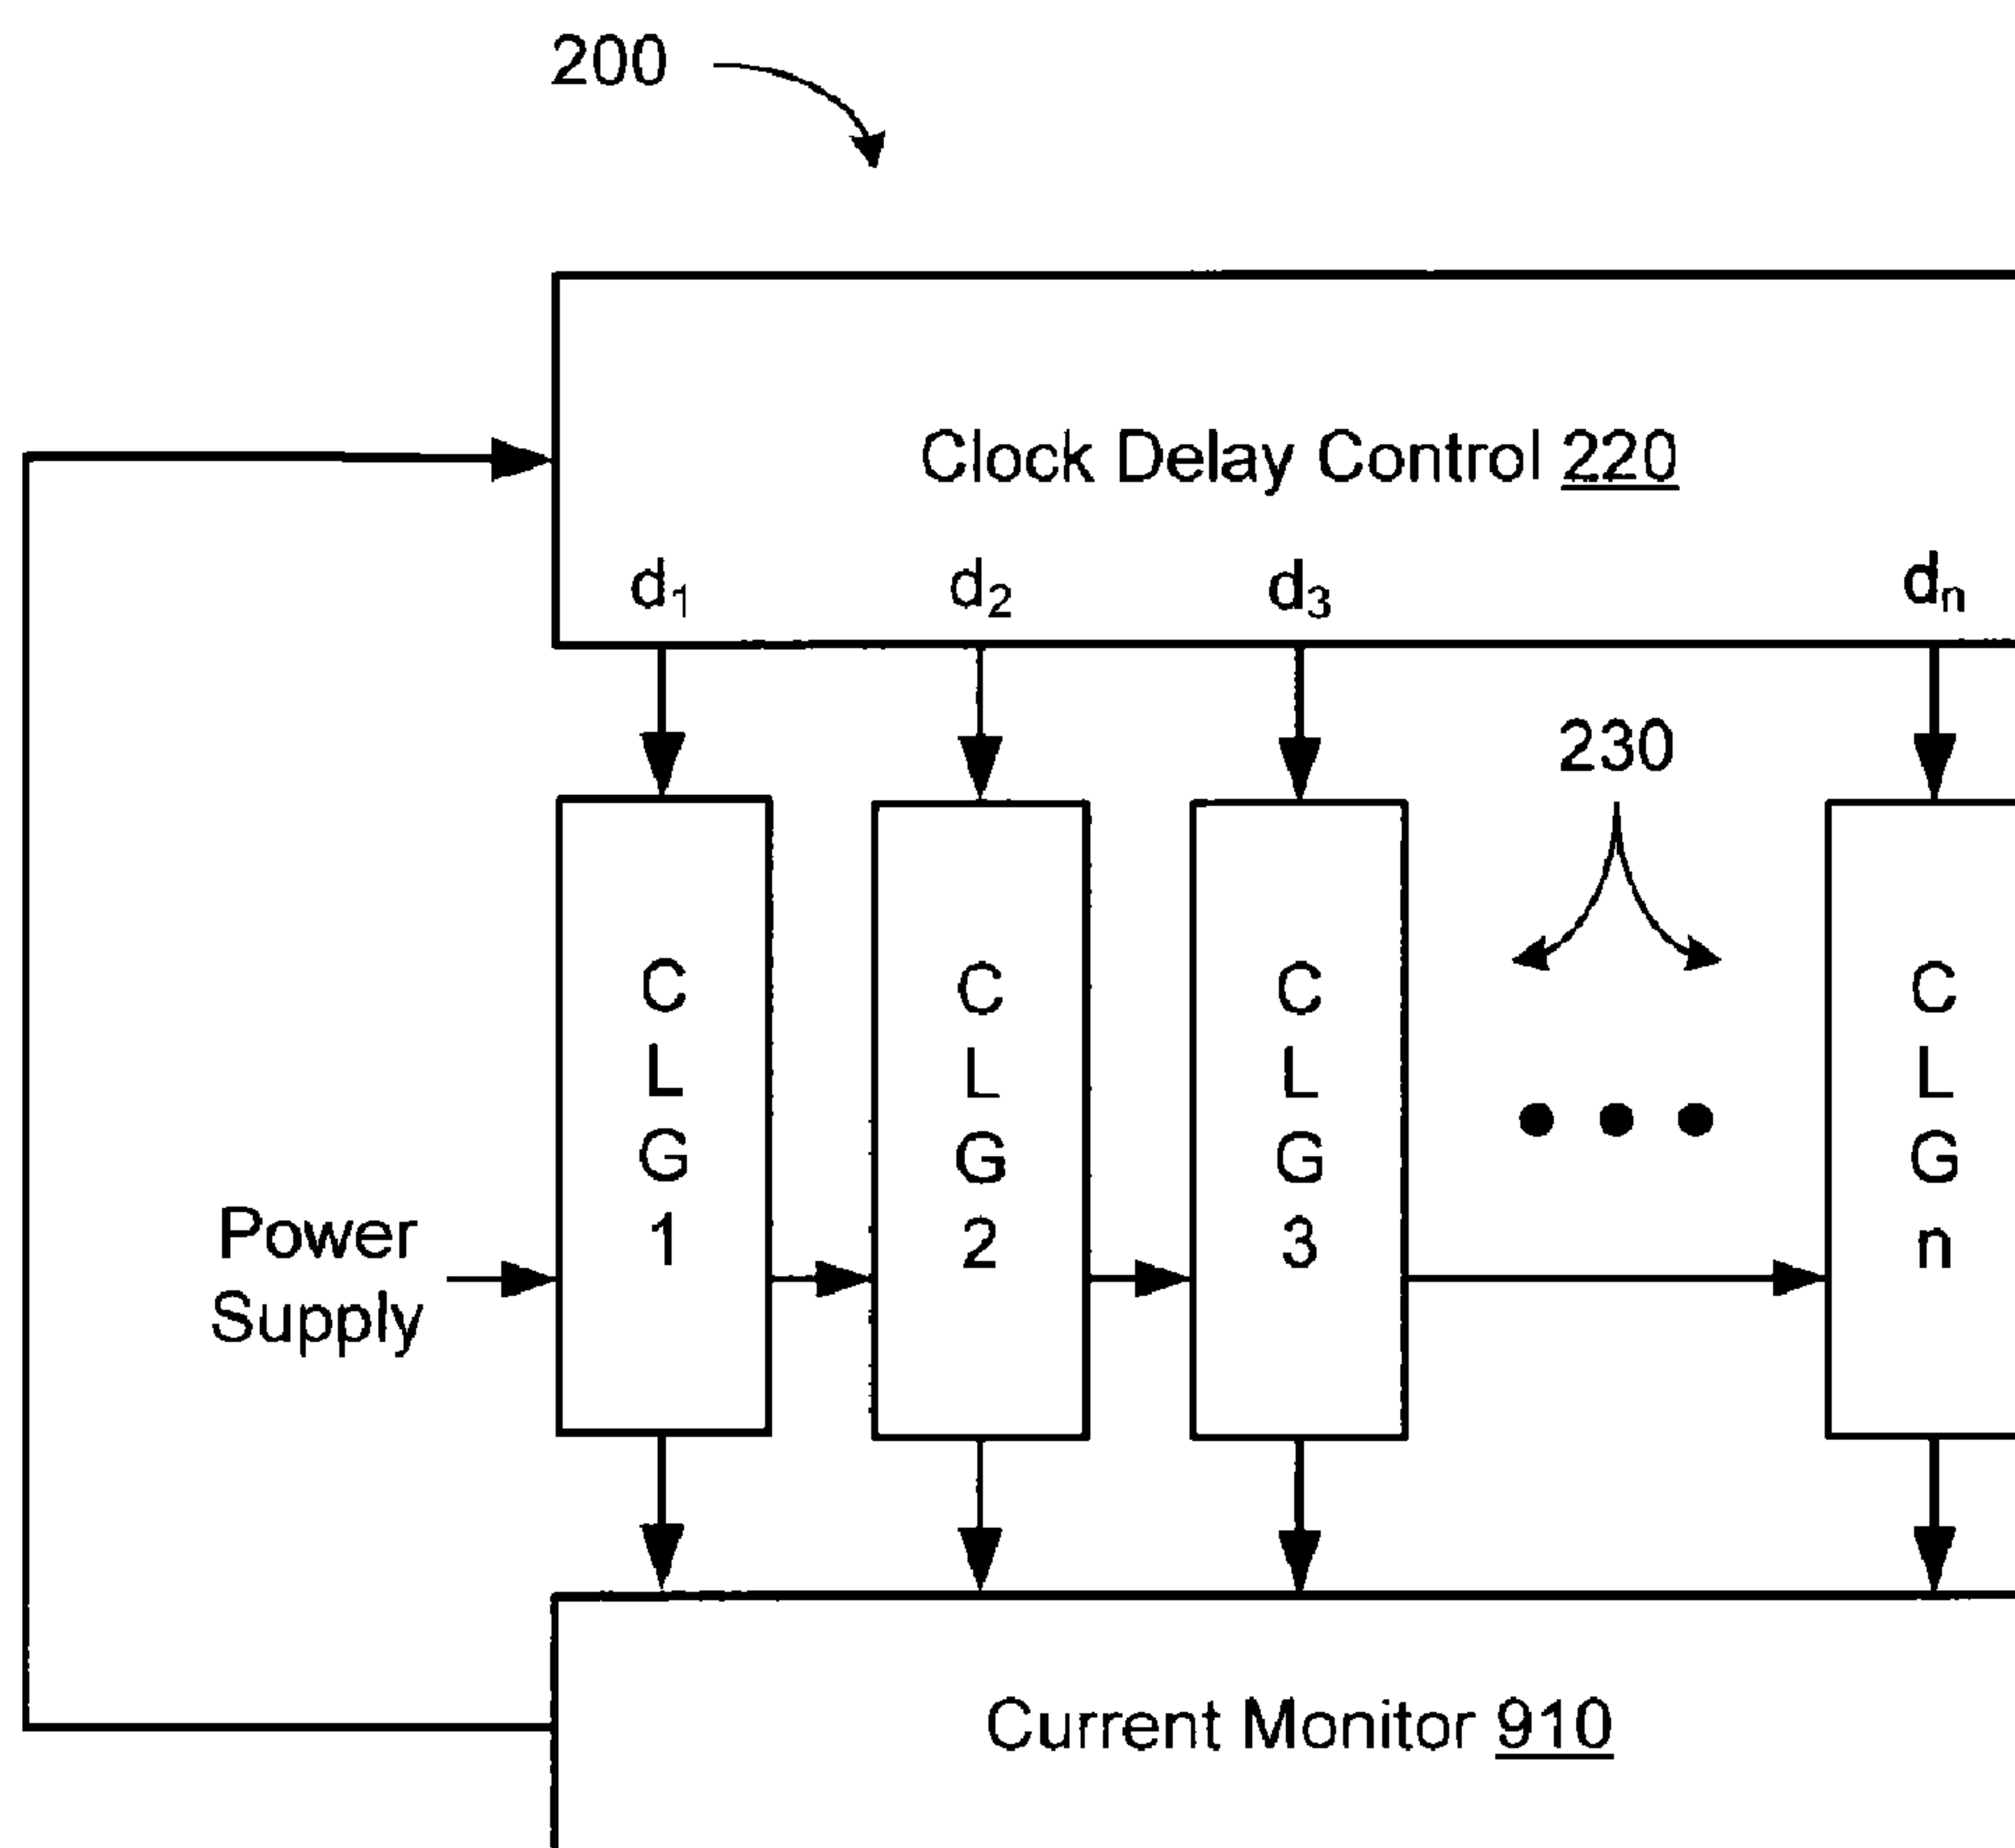 200
Clock Delay Control 220
d1 d2 d3 dn
230
C L G 1
C L G 2
C L G 3
C L G n
Power
Supply
Current Monitor 910